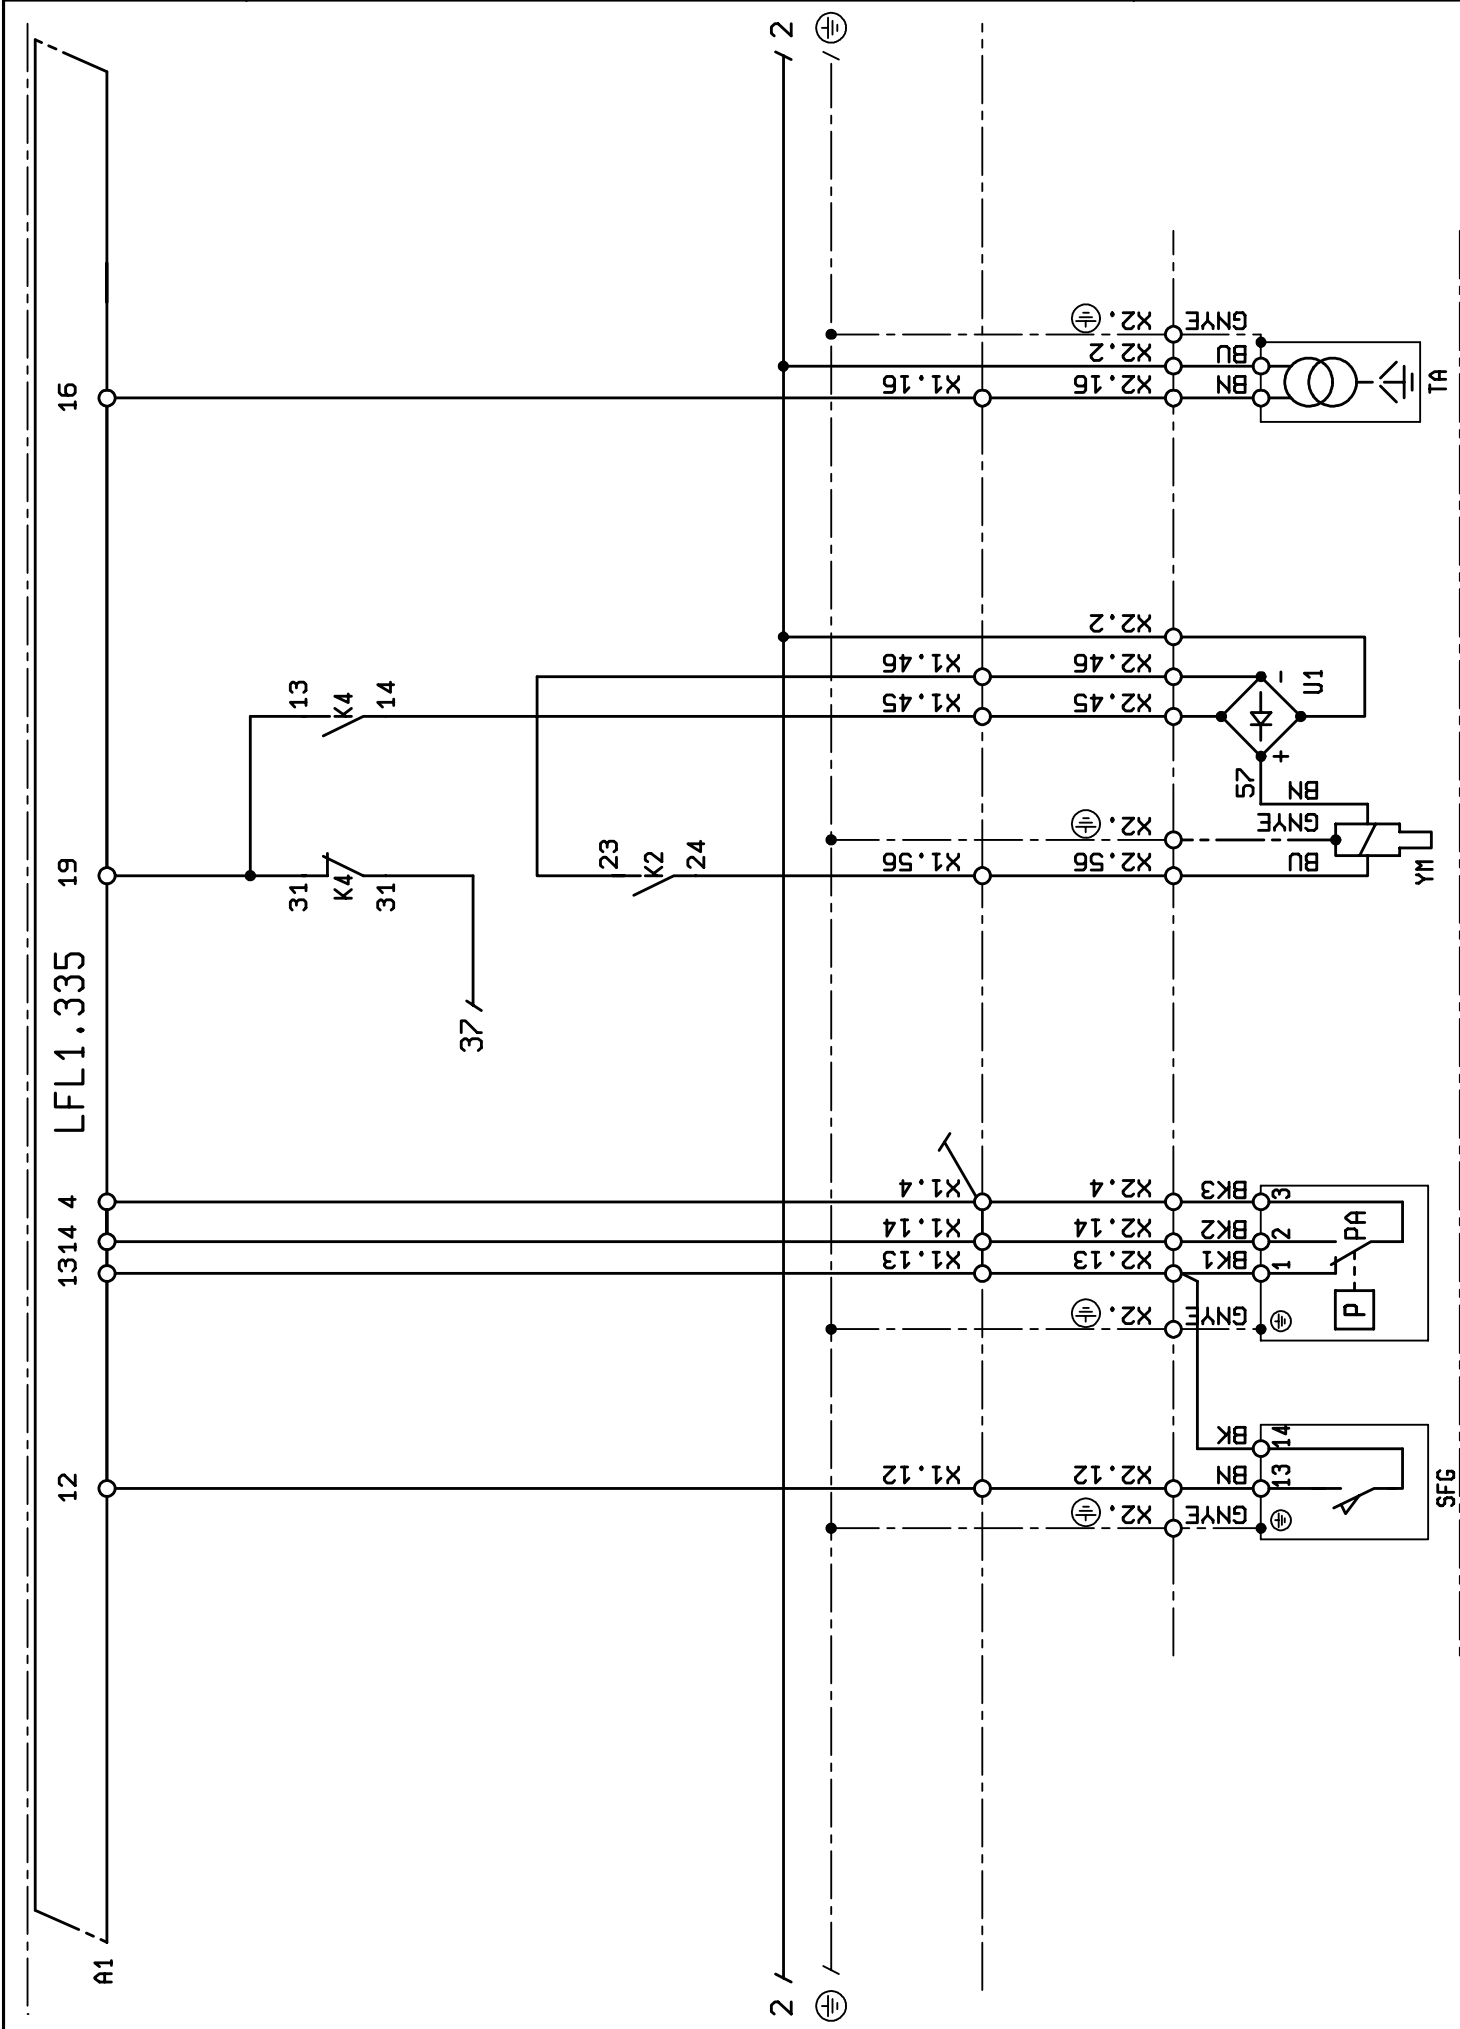 A1
LFL1.335
12
13
14
4
19
16
31
K4
31
13
K4
14
37
23
K2
24
2
2
X1.12
X1.13
X1.14
X1.4
X1.56
X1.45
X1.46
X1.16
X2.
X2.12
X2.
X2.13
X2.14
X2.4
X2.56
X2.
X2.45
X2.46
X2.2
X2.16
X2.2
X2.
GNYE
BN
BK
GNYE
BK1
BK2
BK3
BU
GNYE
BN
57
BN
BU
GNYE
13
14
1
2
3
P
PA
+
-
U1
SFG
YM
TA